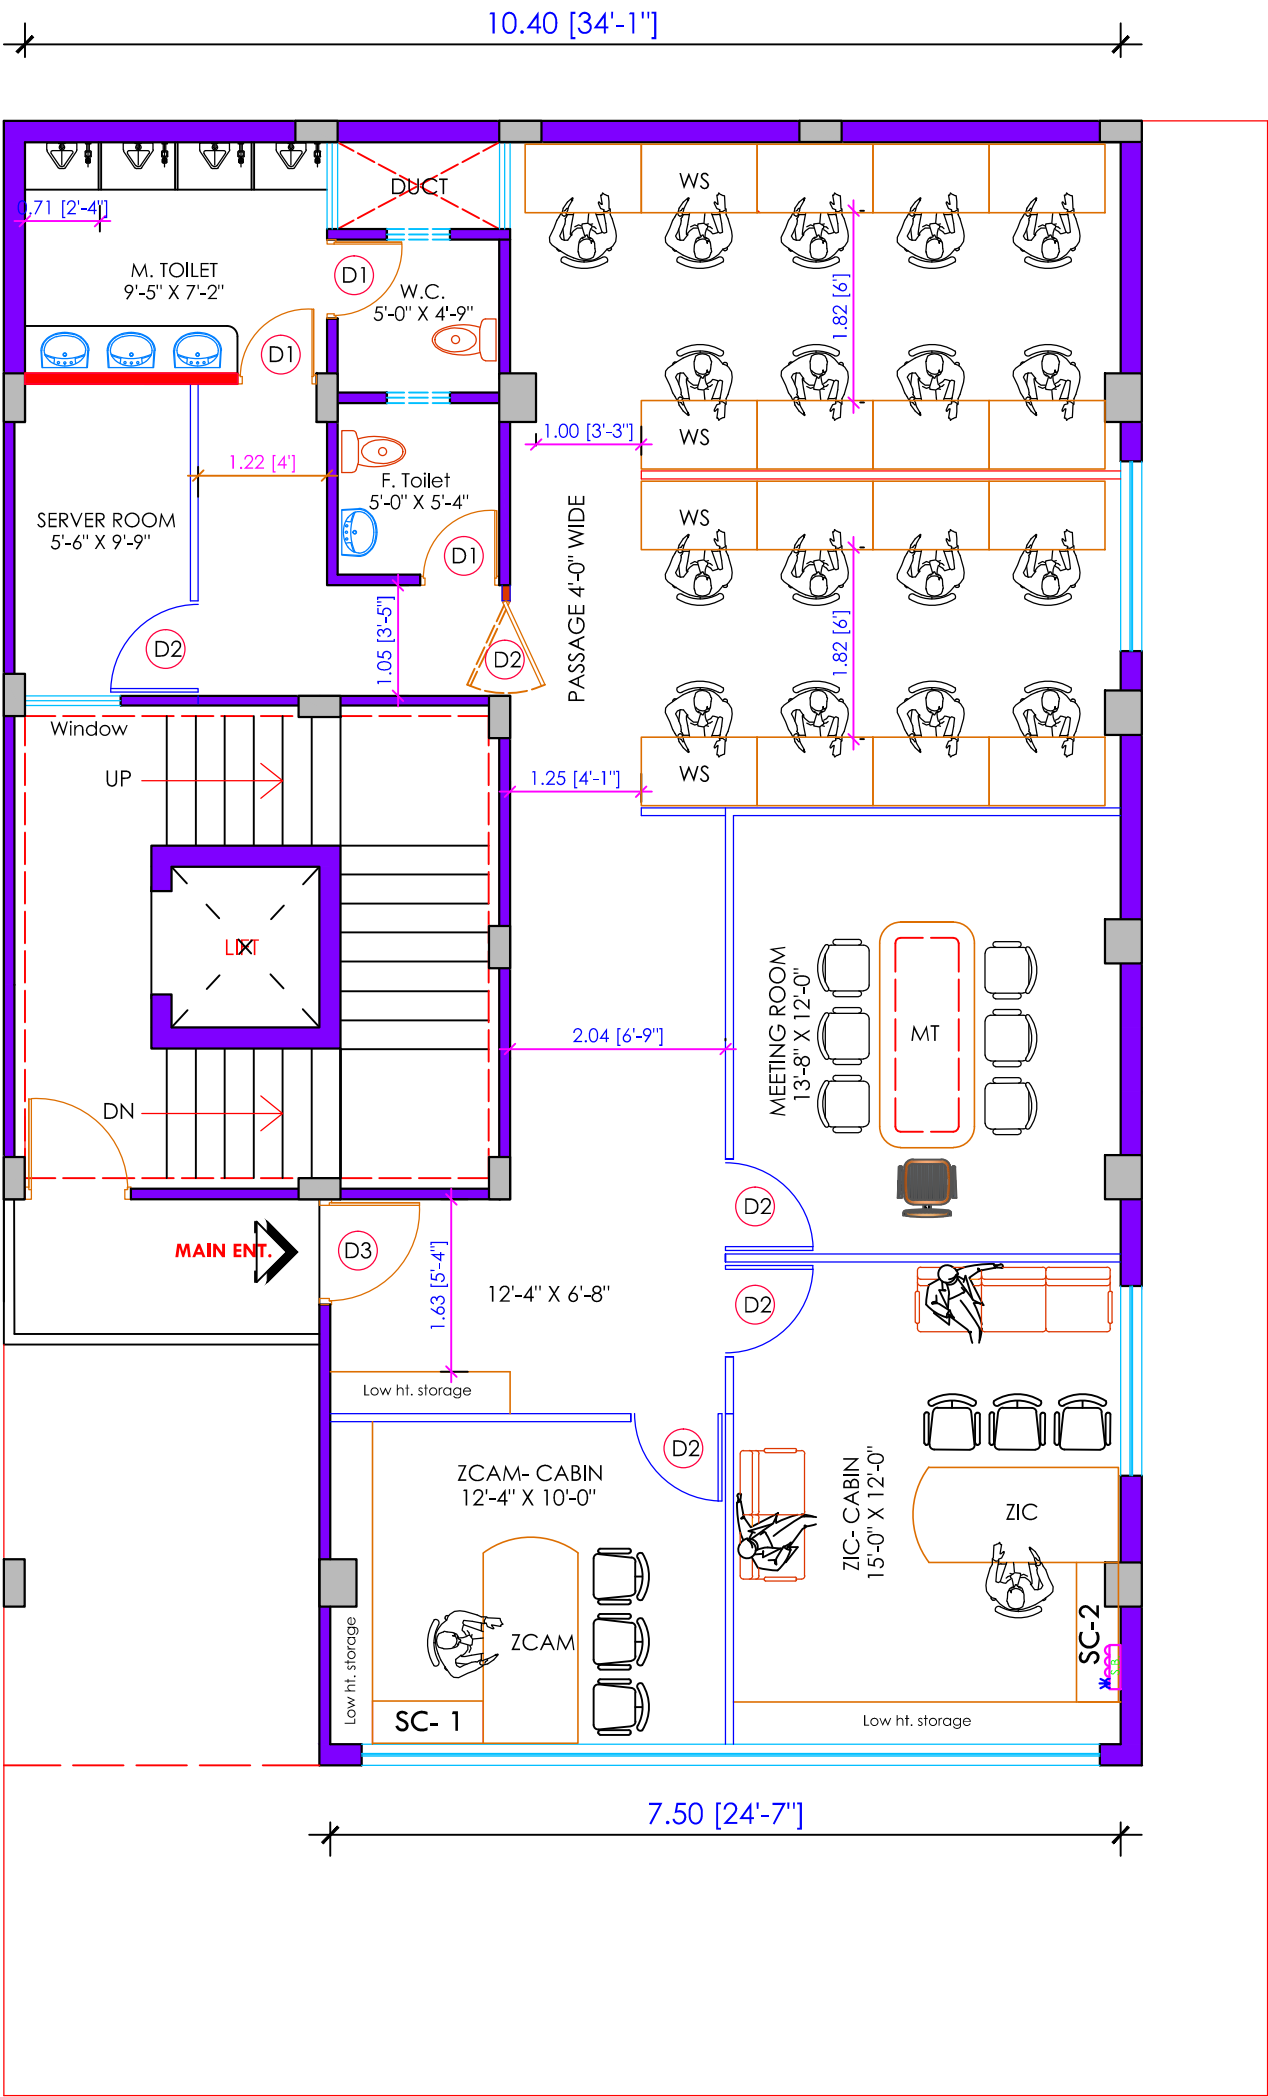 10.40 [34'-1"]
DUCT
WS
0.71 [2'-4"]
M. TOILET
9'-5" X 7'-2"
D1
W.C.
5'-0" X 4'-9"
1.82 [6']
D1
1.00 [3'-3"]
WS
1.22 [4']
F. Toilet
5'-0" X 5'-4"
SERVER ROOM
5'-6" X 9'-9"
WS
D1
PASSAGE 4'-0" WIDE
1.05 [3'-5"]
1.82 [6']
D2
D2
Window
UP
1.25 [4'-1"]
WS
LIFT
MEETING ROOM
13'-8" X 12'-0"
MT
2.04 [6'-9"]
DN
D2
MAIN ENT.
D3
1.63 [5'-4"]
12'-4" X 6'-8"
D2
Low ht. storage
D2
ZCAM- CABIN
12'-4" X 10'-0"
ZIC- CABIN
15'-0" X 12'-0"
ZIC
Low ht. storage
ZCAM
SC-2
SB
SC- 1
Low ht. storage
7.50 [24'-7"]